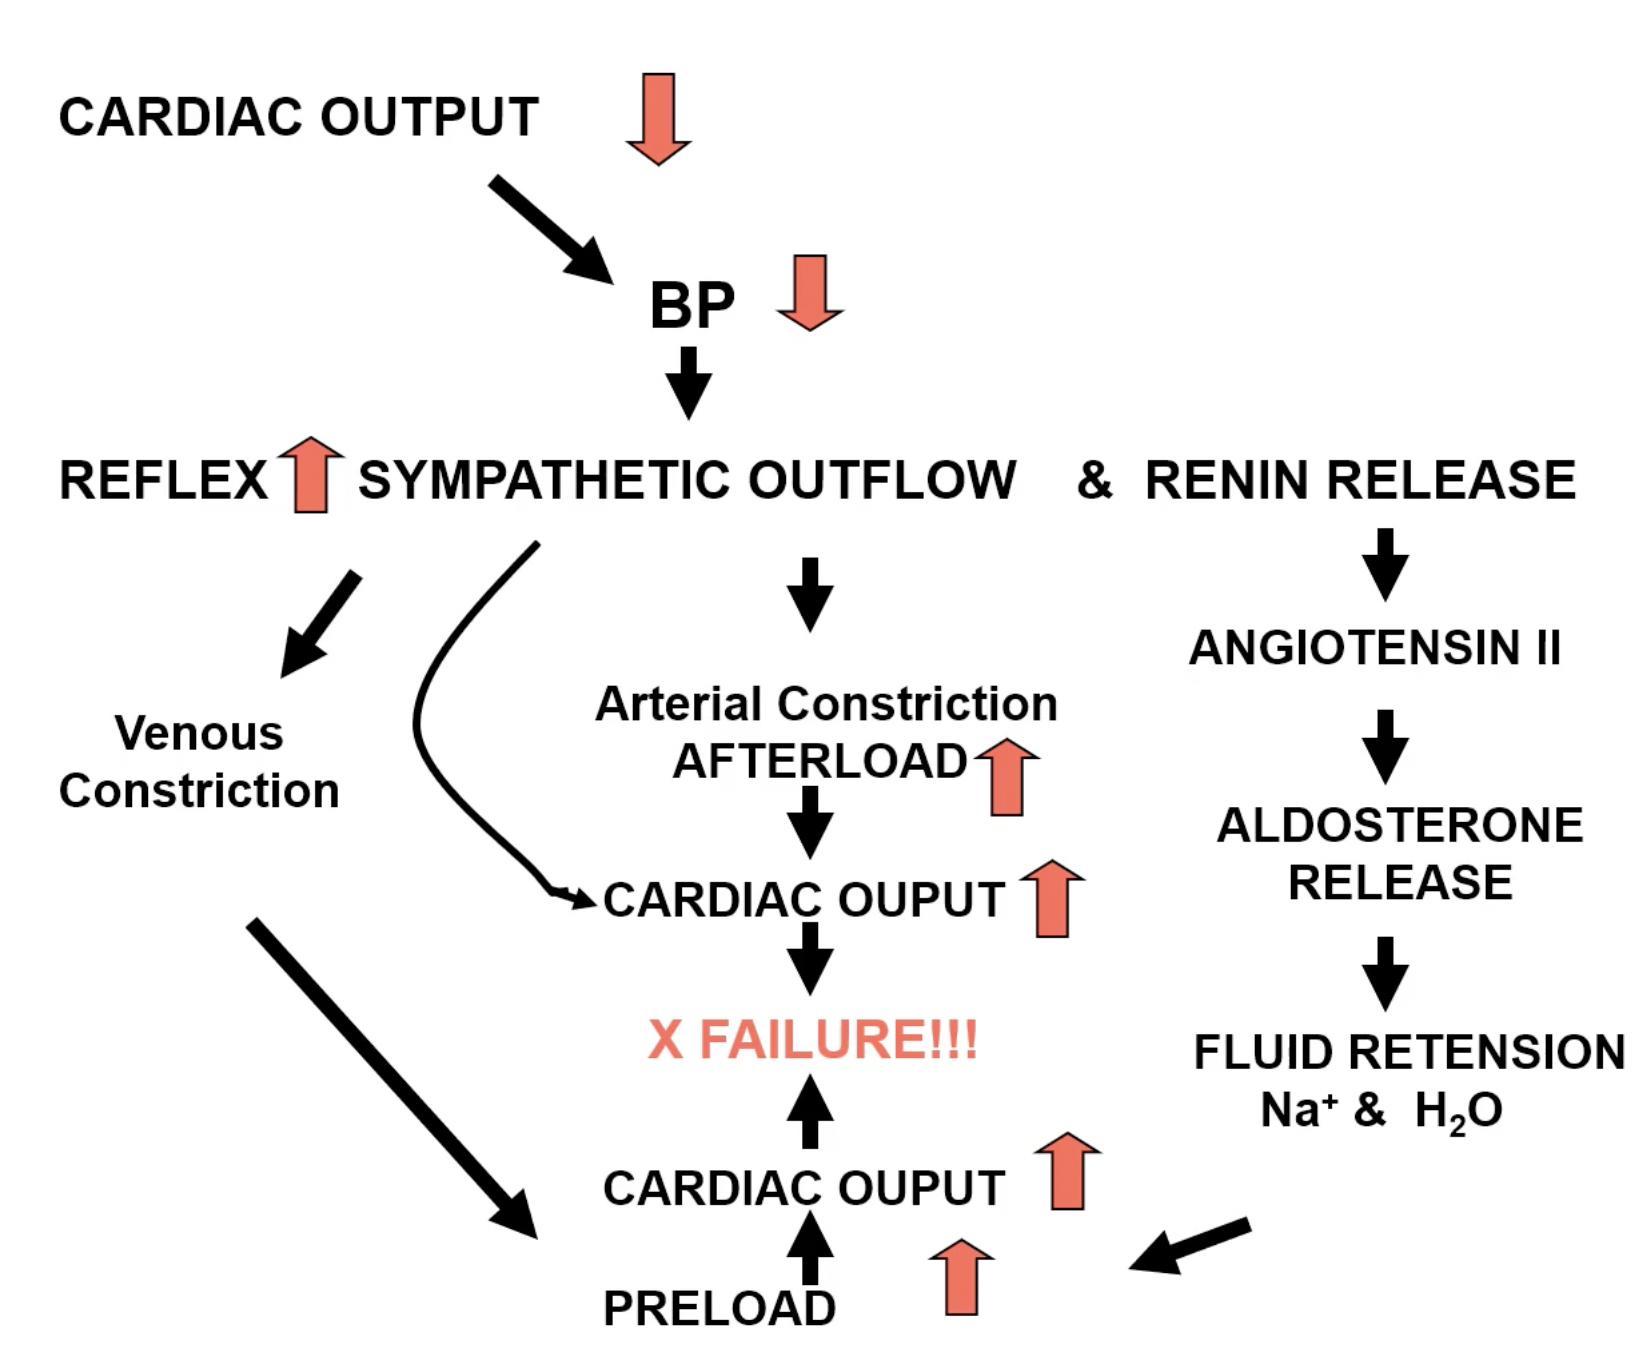 CARDIAC OUTPUT
BP
REFLEX SYMPATHETIC OUTFLOW & RENIN RELEASE
ANGIOTENSIN II
Arterial Constriction
AFTERLOAD
Venous
Constriction
ALDOSTERONE
RELEASE
CARDIAC OUPUT
X FAILURE!!!
FLUID RETENSION
Na⁺ & H₂O
CARDIAC OUPUT
PRELOAD